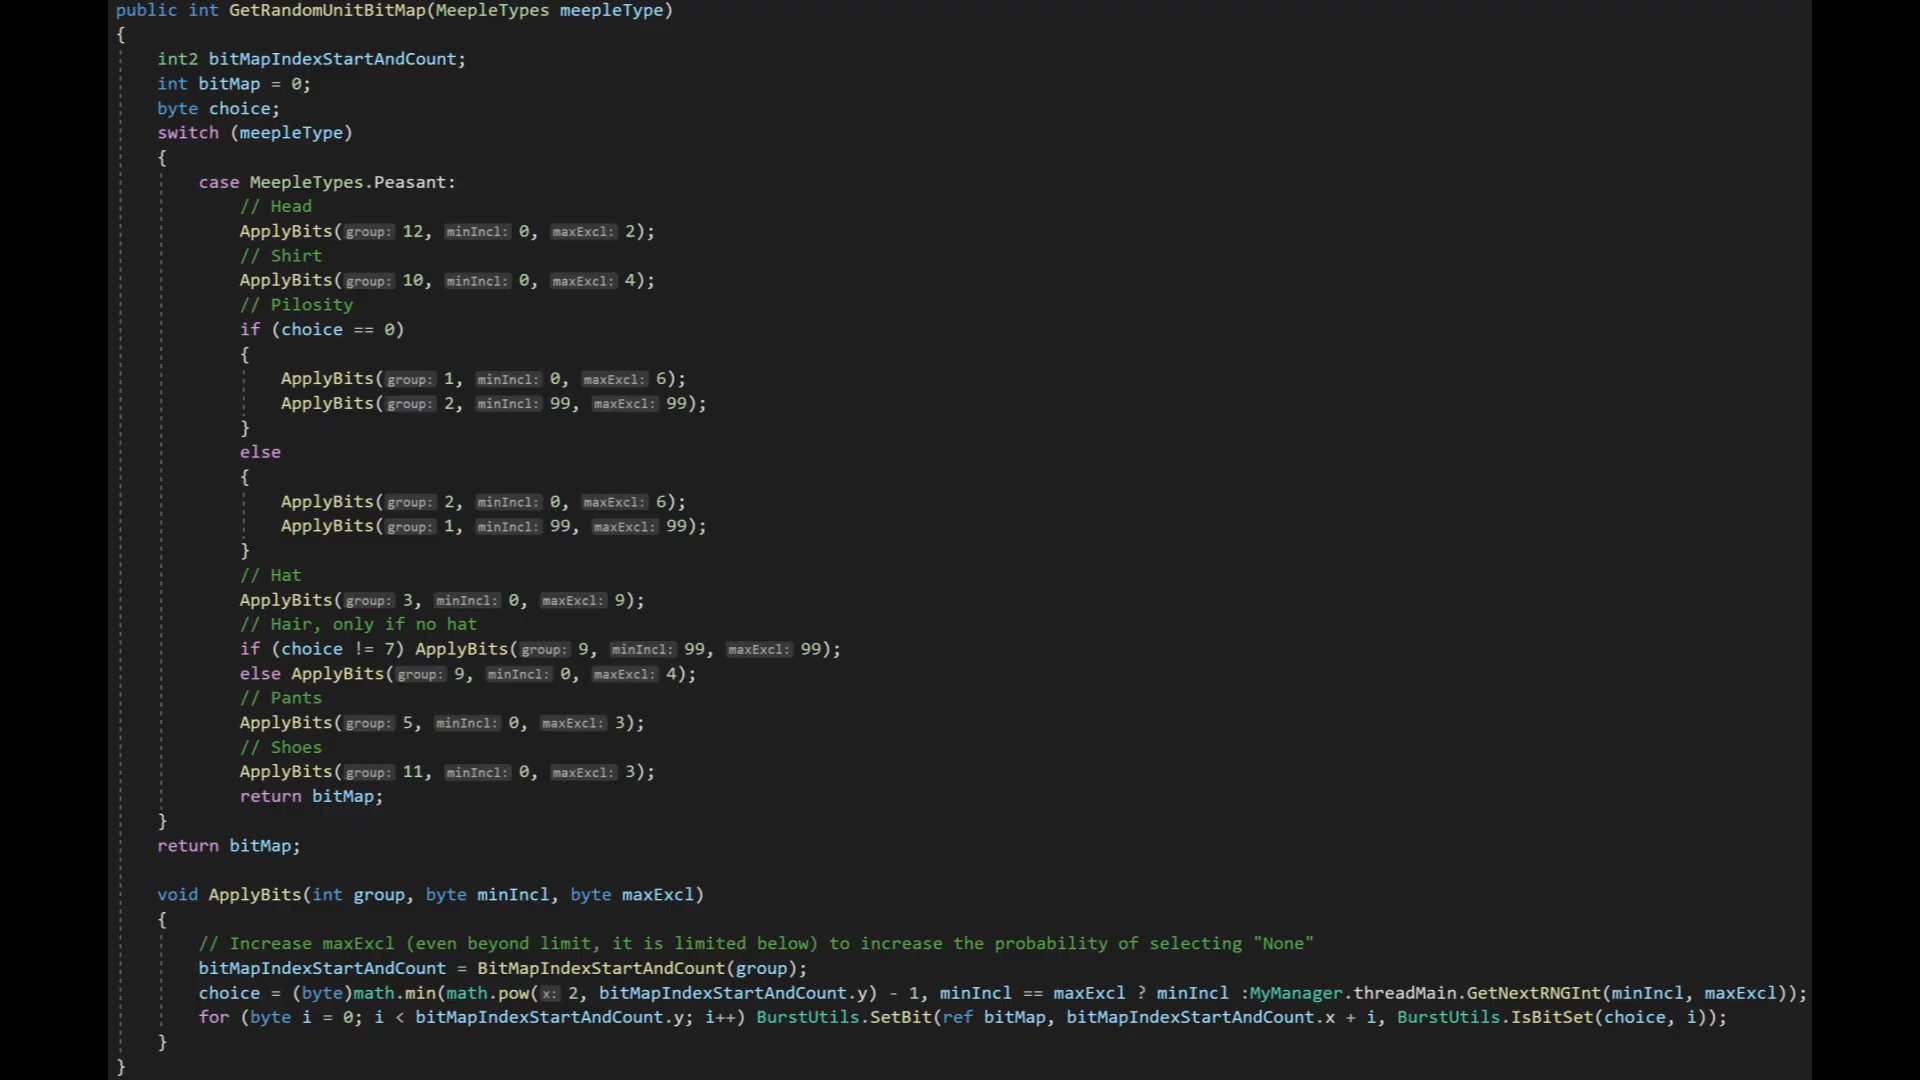 public int GetRandomUnitBitMap(MeepleTypes meepleType)
{
int2 bitMapIndexStartAndCount;
int bitMap = 0;
byte choice;
switch (meepleType)
{
case MeepleTypes.Peasant:
// Head
ApplyBits(group: 12, minIncl: 0, maxExcl: 2);
// Shirt
ApplyBits(group: 10, minIncl: 0, maxExcl: 4);
// Pilosity
if (choice == 0)
{
ApplyBits(group: 1, minIncl: 0, maxExcl: 6);
ApplyBits(group: 2, minIncl: 99, maxExcl: 99);
}
else
{
ApplyBits(group: 2, minIncl: 0, maxExcl: 6);
ApplyBits(group: 1, minIncl: 99, maxExcl: 99);
}
// Hat
ApplyBits(group: 3, minIncl: 0, maxExcl: 9);
// Hair, only if no hat
if (choice != 7) ApplyBits(group: 9, minIncl: 99, maxExcl: 99);
else ApplyBits(group: 9, minIncl: 0, maxExcl: 4);
// Pants
ApplyBits(group: 5, minIncl: 0, maxExcl: 3);
// Shoes
ApplyBits(group: 11, minIncl: 0, maxExcl: 3);
return bitMap;
}
return bitMap;
void ApplyBits(int group, byte minIncl, byte maxExcl)
{
// Increase maxExcl (even beyond limit, it is limited below) to increase the probability of selecting "None"
bitMapIndexStartAndCount = BitMapIndexStartAndCount(group);
choice = (byte)math.min(math.pow(x: 2, bitMapIndexStartAndCount.y) - 1, minIncl == maxExcl ? minIncl :MyManager.threadMain.GetNextRNGInt(minIncl, maxExcl));
for (byte i = 0; i < bitMapIndexStartAndCount.y; i++) BurstUtils.SetBit(ref bitMap, bitMapIndexStartAndCount.x + i, BurstUtils.IsBitSet(choice, i));
}
}